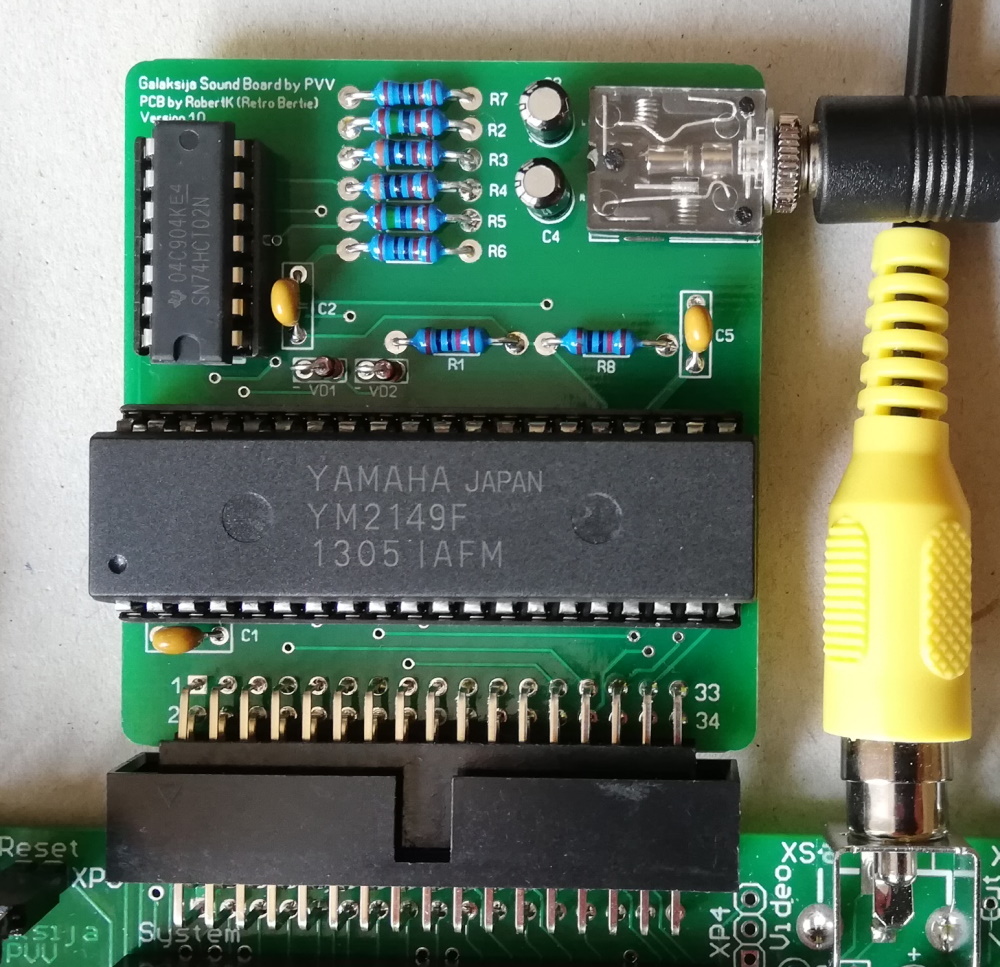 Galaksija Sound Board by PVV
PCB by RobertK (Retro Bertie)
Version 1.0
R7
R2
R3
R4
R5
R6
C4
04C904KE4
SN74HCT02N
C2
C5
R1
R8
VD1
VD2
YAMAHA JAPAN
YM2149F
1305 IAFM
C1
1
33
2
34
Reset
System
PVV
XP4
Video